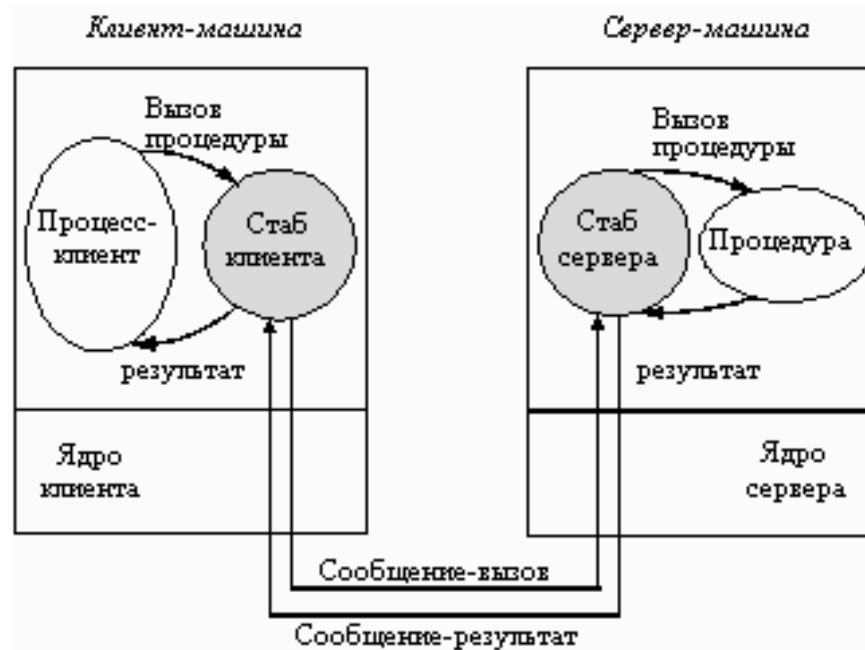 Клиент-машина
Сервер-машина
Вызов
процедуры
Процесс-
клиент
Стаб
клиента
результат
Ядро
клиента
Вызов
процедуры
Стаб
сервера
Процедура
результат
Ядро
сервера
Сообщение-вызов
Сообщение-результат